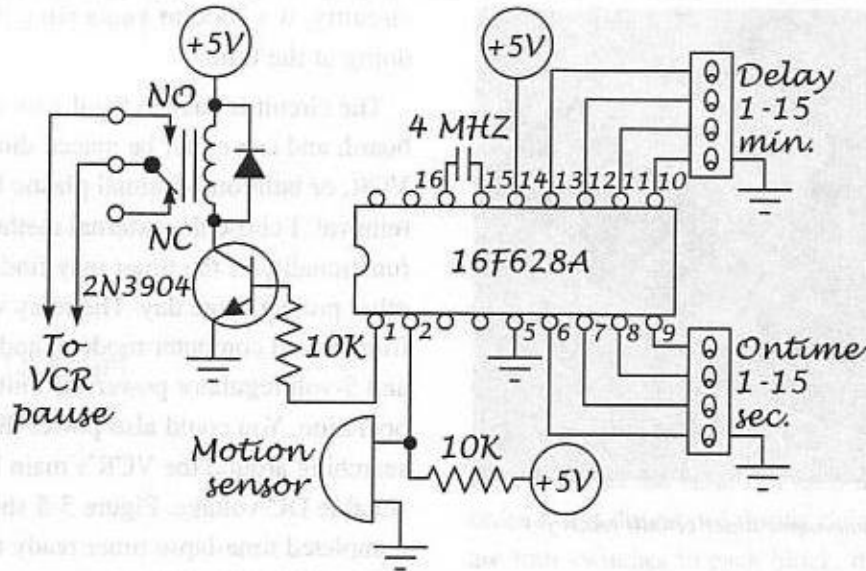 +5V
+5V
NO
NC
4 MHZ
Delay
1-15
min.
16
15
14
13
12
11
10
16F628A
2N3904
1
2
5
6
7
8
9
To
VCR
pause
10K
Ontime
1-15
sec.
Motion
sensor
10K
+5V